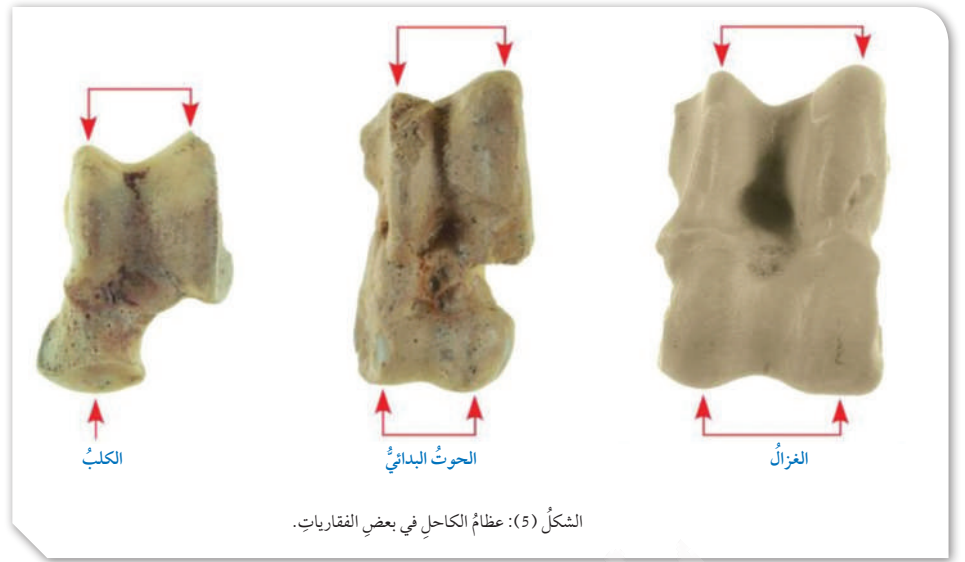 الغزالُ
الحوتُ البدائيُّ
الكلبُ
الشكلُ (5): عظامُ الكاحلِ في بعضِ الفقارياتِ.